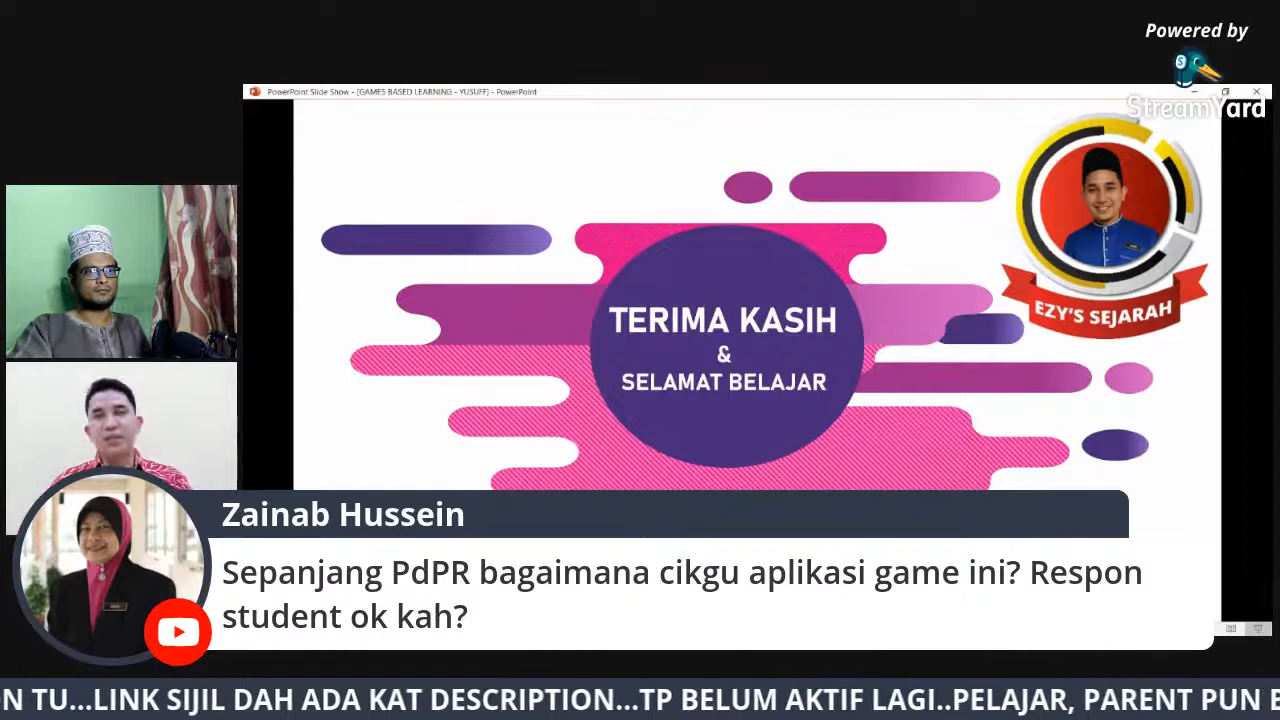 Powered by
StreamYard
PowerPoint Slide Show - [GAMES BASED LEARNING - YUSUFF] - PowerPoint
TERIMA KASIH
&
SELAMAT BELAJAR
EZY'S SEJARAH
Zainab Hussein
Sepanjang PdPR bagaimana cikgu aplikasi game ini? Respon
student ok kah?
ON TU...LINK SIJIL DAH ADA KAT DESCRIPTION...TP BELUM AKTIF LAGI..PELAJAR, PARENT PUN